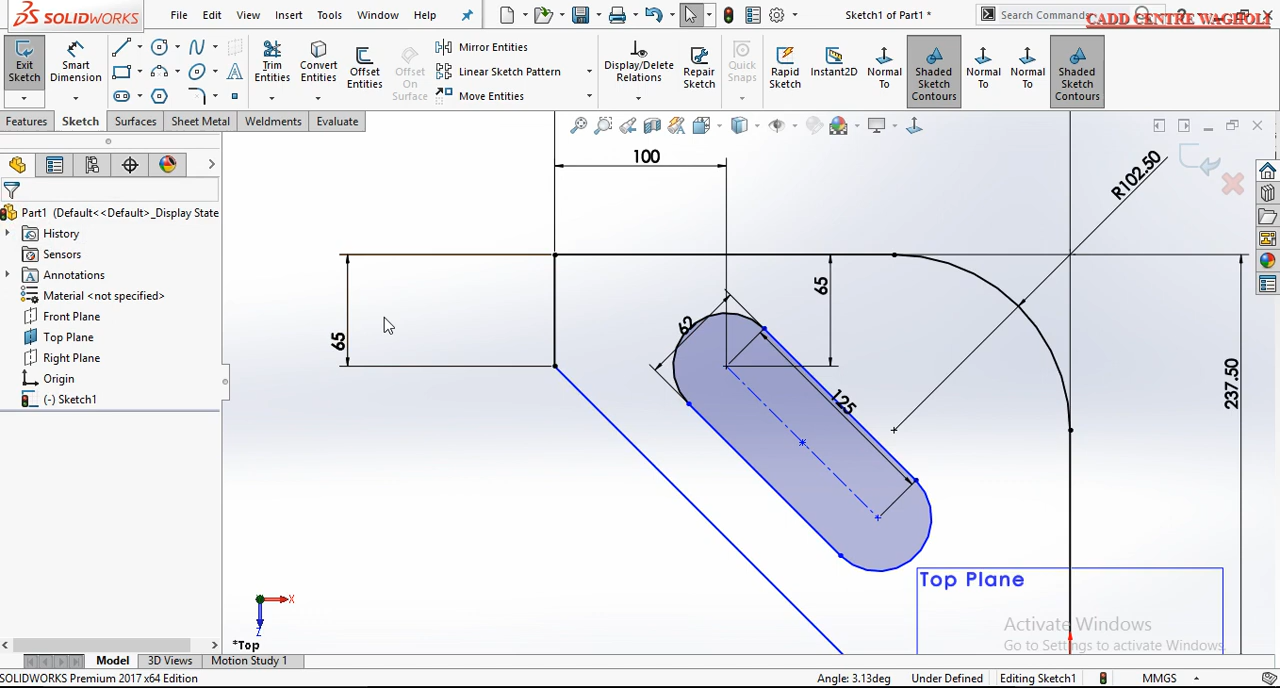 SOLIDWORKS
File Edit View Insert Tools Window Help
Sketch1 of Part1 *
Search Commands
CADD CENTRE WAGHOLI
Exit Sketch
Smart Dimension
Trim Entities
Convert Entities
Offset Entities
Offset On Surface
Mirror Entities
Linear Sketch Pattern
Move Entities
Display/Delete Relations
Repair Sketch
Quick Snaps
Rapid Sketch
Instant2D
Normal To
Shaded Sketch Contours
Normal To
Normal To
Shaded Sketch Contours
Features Sketch Surfaces Sheet Metal Weldments Evaluate
Part1 (Default<<Default>_Display State
History
Sensors
Annotations
Material <not specified>
Front Plane
Top Plane
Right Plane
Origin
(-) Sketch1
100
R102.50
65
62
65
125
237.50
Top Plane
Activate Windows
Go to Settings to activate Windows.
X
Z
*Top
Model 3D Views Motion Study 1
SOLIDWORKS Premium 2017 x64 Edition
Angle: 3.13deg Under Defined Editing Sketch1 MMGS